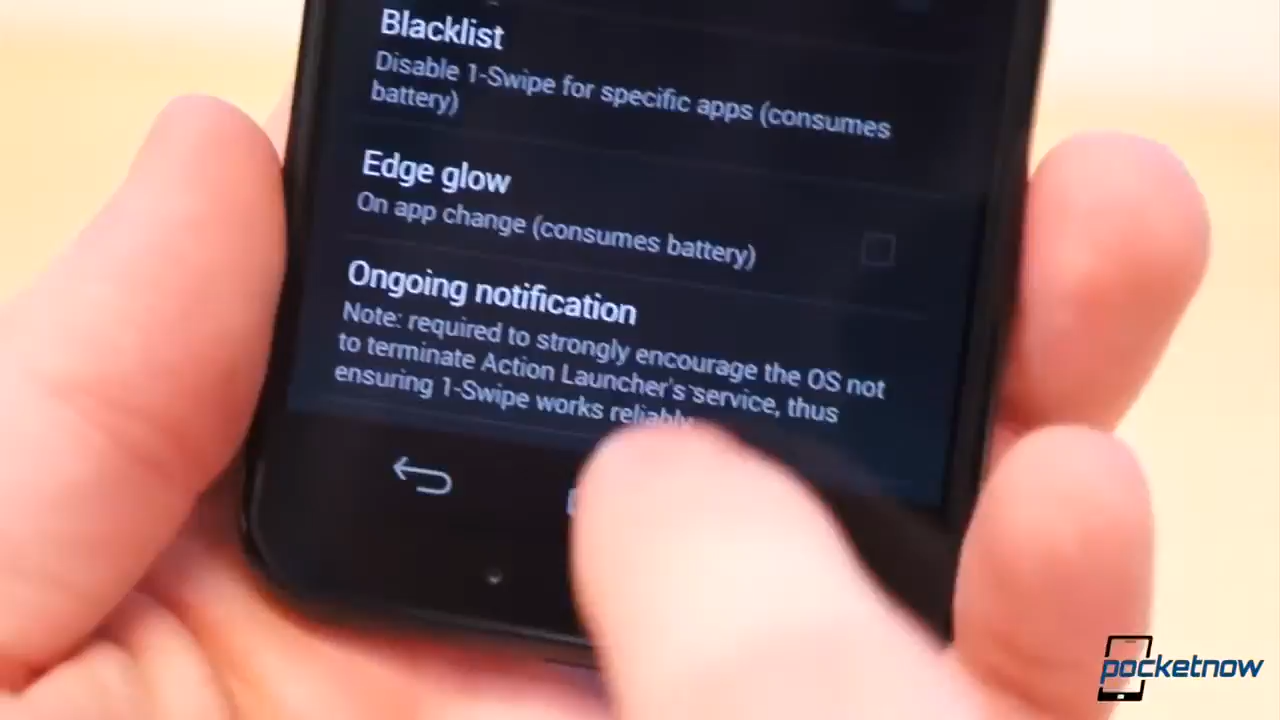 Blacklist
Disable 1-Swipe for specific apps (consumes
battery)
Edge glow
On app change (consumes battery)
Ongoing notification
Note: required to strongly encourage the OS not
to terminate Action Launcher's service, thus
ensuring 1-Swipe works reliably
pocketnow